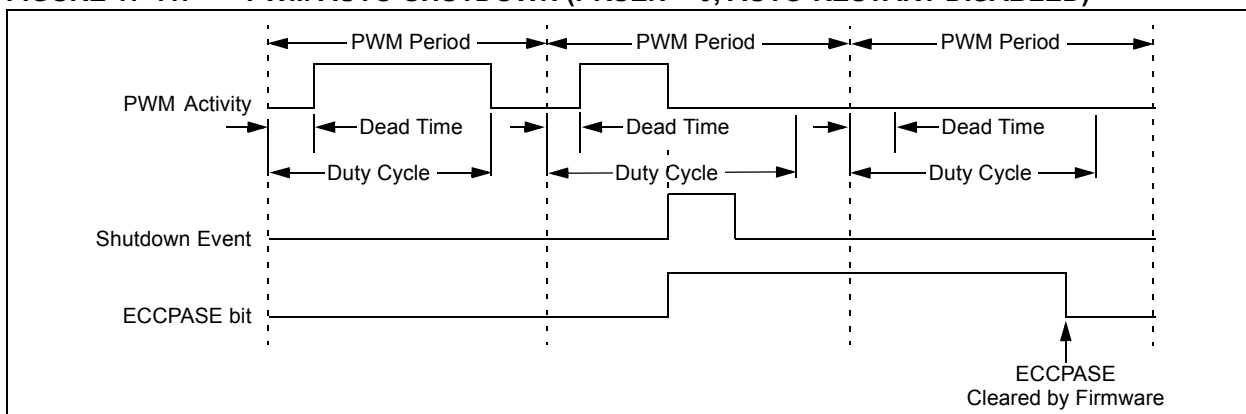 PWM Period PWM Period PWM Period
PWM Activity
Dead Time Dead Time Dead Time
Duty Cycle Duty Cycle Duty Cycle
Shutdown Event
ECCPASE bit
ECCPASE
Cleared by Firmware